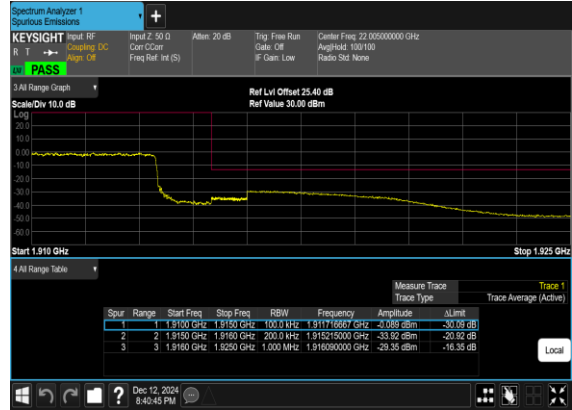 Spectrum Analyzer 1
Spurious Emissions
KEYSIGHT Input: RF Input Z: 50 Ω Atten: 20 dB Trig: Free Run Center Freq: 22.005000000 GHz
R T Coupling: DC Corr CCorr Gate: Off Avg|Hold: 100/100
Align: Off Freq Ref: Int (S) IF Gain: Low Radio Std: None
LW PASS
3 All Range Graph
Ref Lvl Offset 25.40 dB
Scale/Div 10.0 dB Ref Value 30.00 dBm
Log
20.0
10.0
0.00
-10.0
-20.0
-30.0
-40.0
-50.0
-60.0
Start 1.910 GHz Stop 1.925 GHz
4 All Range Table
Measure Trace Trace 1
Trace Type Trace Average (Active)
Spur Range Start Freq Stop Freq RBW Frequency Amplitude ΔLimit
1 1 1.9100 GHz 1.9150 GHz 100.0 kHz 1.911716667 GHz -0.089 dBm -30.09 dB
2 2 1.9150 GHz 1.9160 GHz 200.0 kHz 1.915215000 GHz -33.92 dBm -20.92 dB
3 3 1.9160 GHz 1.9250 GHz 1.000 MHz 1.916090000 GHz -29.35 dBm -16.35 dB
Local
? Dec 12, 2024
8:40:45 PM